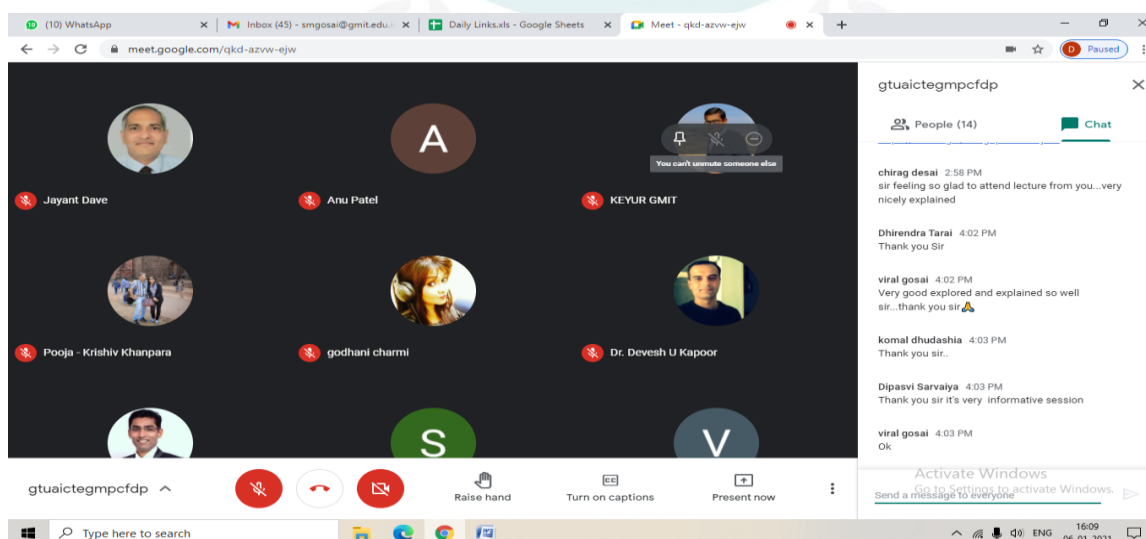 (10) WhatsApp
Inbox (45) - smgosai@gmit.edu.i
Daily Links.xls - Google Sheets
Meet - qkd-azvw-ejw
meet.google.com/qkd-azvw-ejw
D Paused
A
You can't unmute someone else
Jayant Dave
Anu Patel
KEYUR GMIT
Pooja - Krishiv Khanpara
godhani charmi
Dr. Devesh U Kapoor
S
V
gtuaictegmpcfdp
People (14)
Chat
chirag desai 2:58 PM
sir feeling so glad to attend lecture from you...very
nicely explained
Dhirendra Tarai 4:02 PM
Thank you Sir
viral gosai 4:02 PM
Very good explored and explained so well
sir...thank you sir🙏
komal dhudashia 4:03 PM
Thank you sir..
Dipasvi Sarvaiya 4:03 PM
Thank you sir it's very informative session
viral gosai 4:03 PM
Ok
Activate Windows
Go to Settings to activate Windows.
Send a message to everyone
gtuaictegmpcfdp
Raise hand
CC
Turn on captions
Present now
Type here to search
ENG
16:09
06-01-2021